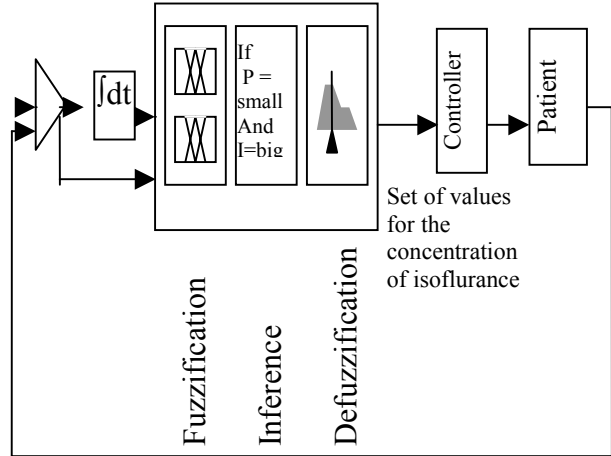 ∫dt
If
P =
small
And
I=big
Controller
Patient
Set of values
for the
concentration
of isoflurance
Fuzzification
Inference
Defuzzification